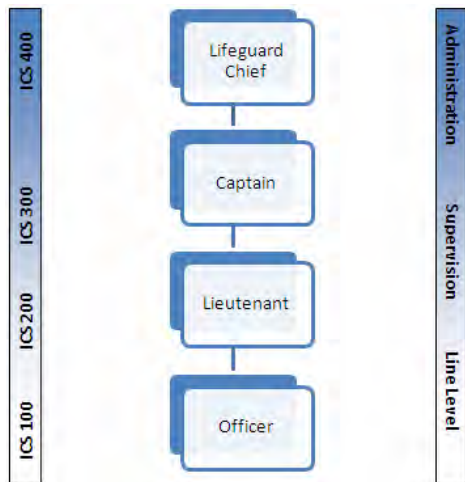 ICS 400
Lifeguard
Chief
Administration
ICS 300
Captain
Supervision
ICS 200
Lieutenant
Line Level
ICS 100
Officer